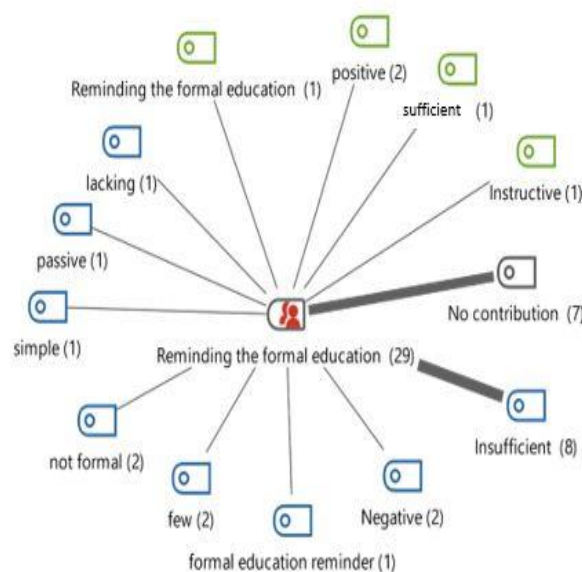 positive (2)
Reminding the formal education (1)
sufficient (1)
lacking (1)
Instructive (1)
passive (1)
No contribution (7)
simple (1)
Reminding the formal education (29)
Insufficient (8)
not formal (2)
few (2)
Negative (2)
formal education reminder (1)